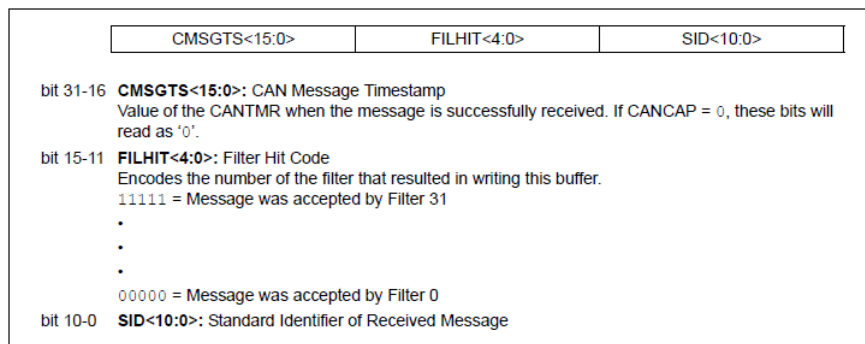 CMSGTS<15:0> FILHIT<4:0> SID<10:0>
bit 31-16 CMSGTS<15:0>: CAN Message Timestamp
Value of the CANTMR when the message is successfully received. If CANCAP = 0, these bits will
read as ‘0’.
bit 15-11 FILHIT<4:0>: Filter Hit Code
Encodes the number of the filter that resulted in writing this buffer.
11111 = Message was accepted by Filter 31
•
•
•
00000 = Message was accepted by Filter 0
bit 10-0 SID<10:0>: Standard Identifier of Received Message